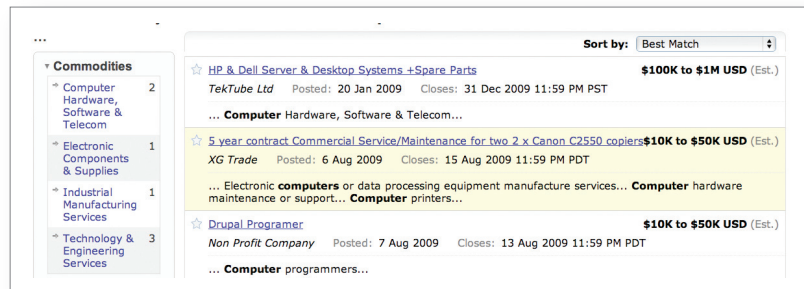 ...
Commodities
Computer Hardware, Software & Telecom 2
Electronic Components & Supplies 1
Industrial Manufacturing Services 1
Technology & Engineering Services 3
Sort by: Best Match
HP & Dell Server & Desktop Systems +Spare Parts $100K to $1M USD (Est.)
TekTube Ltd Posted: 20 Jan 2009 Closes: 31 Dec 2009 11:59 PM PST
... Computer Hardware, Software & Telecom...
5 year contract Commercial Service/Maintenance for two 2 x Canon C2550 copiers $10K to $50K USD (Est.)
XG Trade Posted: 6 Aug 2009 Closes: 15 Aug 2009 11:59 PM PDT
... Electronic computers or data processing equipment manufacture services... Computer hardware
maintenance or support... Computer printers...
Drupal Programer $10K to $50K USD (Est.)
Non Profit Company Posted: 7 Aug 2009 Closes: 13 Aug 2009 11:59 PM PDT
... Computer programmers...